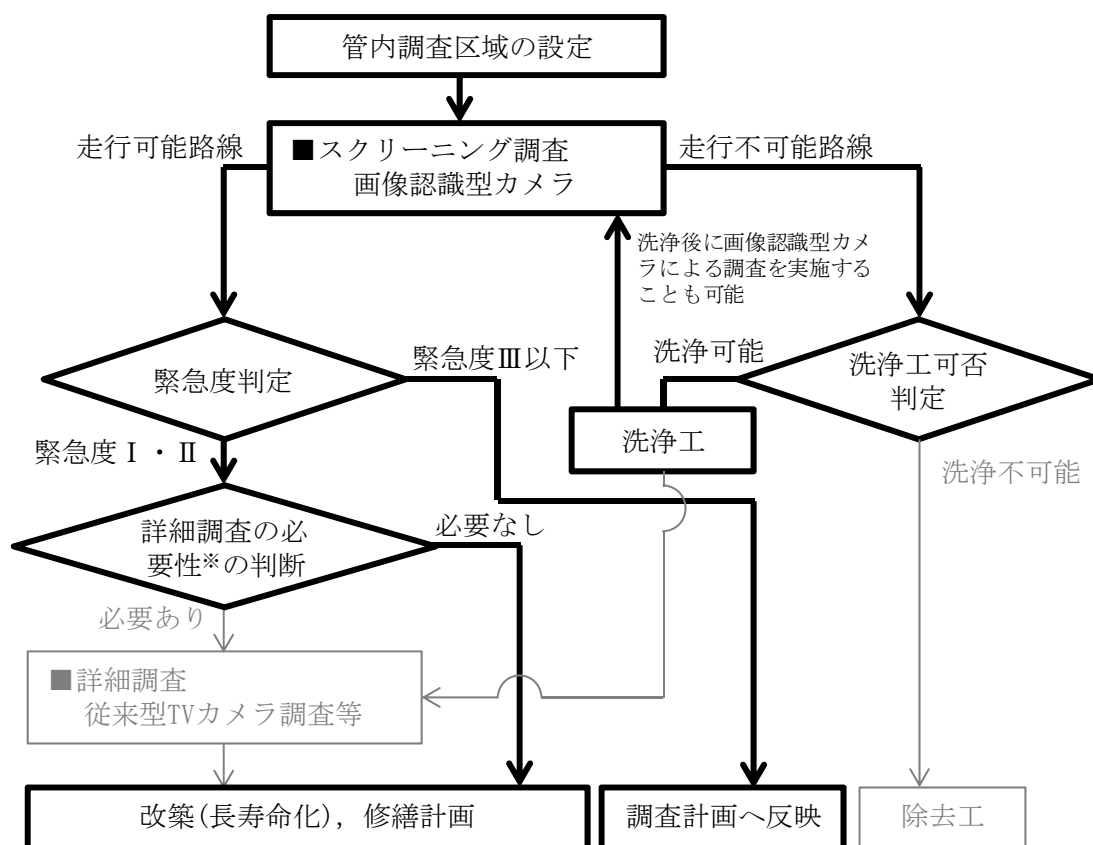 管内調査区域の設定
走行可能路線
■スクリーニング調査
画像認識型カメラ
走行不可能路線
洗浄後に画像認識型カメ
ラによる調査を実施する
ことも可能
緊急度判定
緊急度Ⅲ以下
洗浄可能
洗浄工可否
判定
洗浄工
緊急度Ⅰ・Ⅱ
洗浄不可能
詳細調査の必
要性※の判断
必要なし
必要あり
■詳細調査
従来型TVカメラ調査等
改築(長寿命化), 修繕計画
調査計画へ反映
除去工